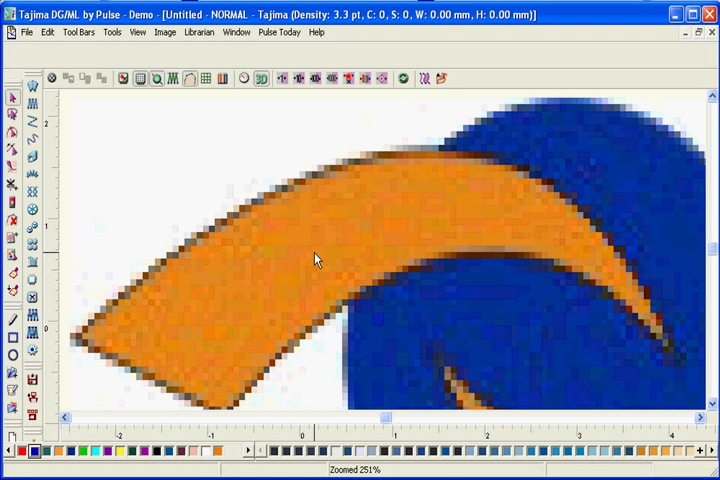 Tajima DG/ML by Pulse - Demo - [Untitled - NORMAL - Tajima (Density: 3.3 pt, C: 0, S: 0, W: 0.00 mm, H: 0.00 mm)]
File Edit Tool Bars Tools View Image Librarian Window Pulse Today Help
3D
2
1
0
-2 -1 0 1 2 3 4
Zoomed 251%